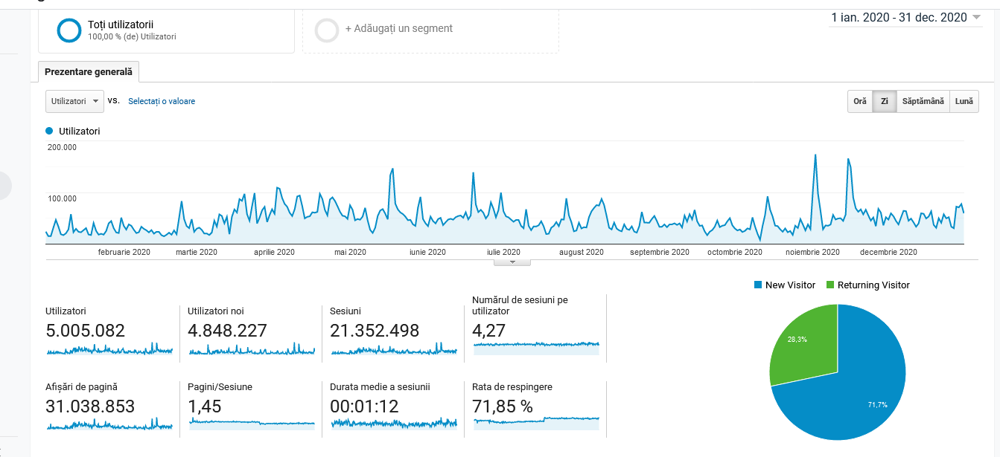 Toți utilizatorii
100,00 % (de) Utilizatori
+ Adăugați un segment
1 ian. 2020 - 31 dec. 2020
Prezentare generală
Utilizatori
vs.
Selectați o valoare
Oră
Zi
Săptămână
Lună
Utilizatori
200.000
100.000
februarie 2020
martie 2020
aprilie 2020
mai 2020
iunie 2020
iulie 2020
august 2020
septembrie 2020
octombrie 2020
noiembrie 2020
decembrie 2020
New Visitor
Returning Visitor
Utilizatori
5.005.082
Utilizatori noi
4.848.227
Sesiuni
21.352.498
Numărul de sesiuni pe
utilizator
4,27
Afișări de pagină
31.038.853
Pagini/Sesiune
1,45
Durata medie a sesiunii
00:01:12
Rata de respingere
71,85 %
28,3%
71,7%